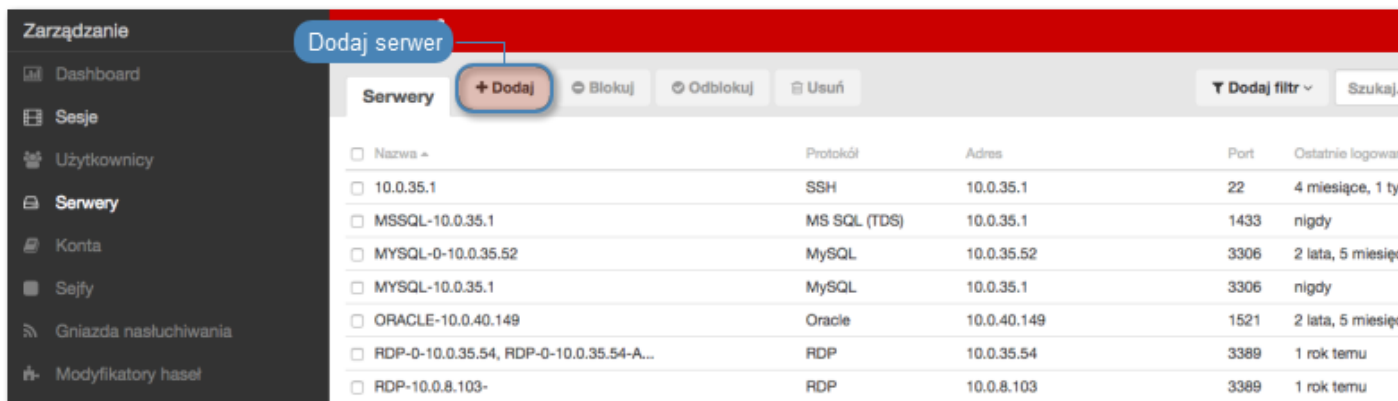 Zarządzanie
Dodaj serwer
Dashboard
Sesje
Użytkownicy
Serwery
Konta
Sejfy
Gniazda nasłuchiwania
Modyfikatory haseł
Serwery + Dodaj Blokuj Odblokuj Usuń Dodaj filtr Szukaj.
Nazwa Protokół Adres Port Ostatnie
10.0.35.1 SSH 10.0.35.1 22 4 miesiące, 1
MSSQL-10.0.35.1 MS SQL (TDS) 10.0.35.1 1433 nigdy
MYSQL-0-10.0.35.52 MySQL 10.0.35.52 3306 2 lata, 5
MYSQL-10.0.35.1 MySQL 10.0.35.1 3306 nigdy
ORACLE-10.0.40.149 Oracle 10.0.40.149 1521 2 lata, 5
RDP-0-10.0.35.54, RDP-0-10.0.35.54-A... RDP 10.0.35.54 3389 1 rok temu
RDP-10.0.8.103- RDP 10.0.8.103 3389 1 rok temu